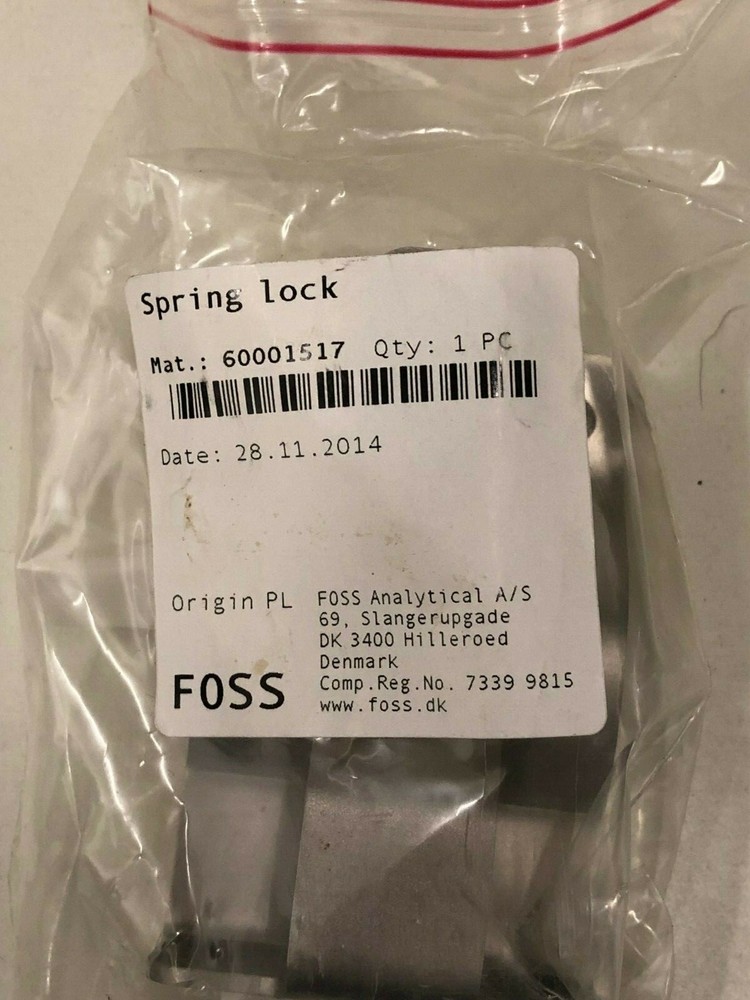 Spring lock
Mat.: 60001517 Qty: 1 PC
Date: 28.11.2014
Origin PL
FOSS Analytical A/S
69, Slangerupgade
DK 3400 Hilleroed
Denmark
Comp.Reg.No. 7339 9815
www.foss.dk
FOSS